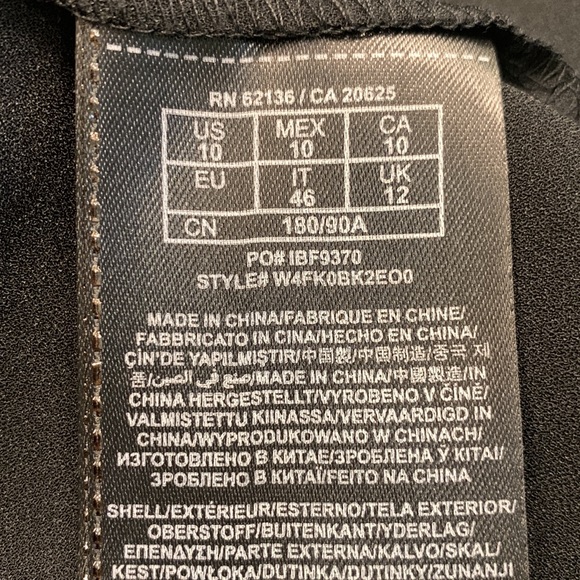 RN 62136 / CA 20625
US 10 MEX 10 CA 10
EU IT 46 UK 12
CN 180/90A
PO# IBF9370
STYLE# W4FK0BK2EO0
MADE IN CHINA/FABRIQUE EN CHINE/
FABBRICATO IN CINA/HECHO EN CHINA/
ÇİN'DE YAPILMISTIR/中国製/中国制造/중국 제
품/صنع في الصين/MADE IN CHINA/中國製造/IN
CHINA HERGESTELLT/VYROBENO V ČÍNĚ/
VALMISTETTU KIINASSA/VERVAARDIGD IN
CHINA/WYPRODUKOWANO W CHINACH/
ИЗГОТОВЛЕНО В КИТАЕ/ЗРОБЛЕНА Ў КІТАІ/
ЗРОБЛЕНО В КИТАЇ/FEITO NA CHINA
SHELL/EXTÉRIEUR/ESTERNO/TELA EXTERIOR/
OBERSTOFF/BUITENKANT/YDERLAG/
ΕΠΕΝΔΥΣΗ/PARTE EXTERNA/KALVO/SKAL/
KEST/POWŁOKA/DUTINKA/DUTINKY/ZUNANJI